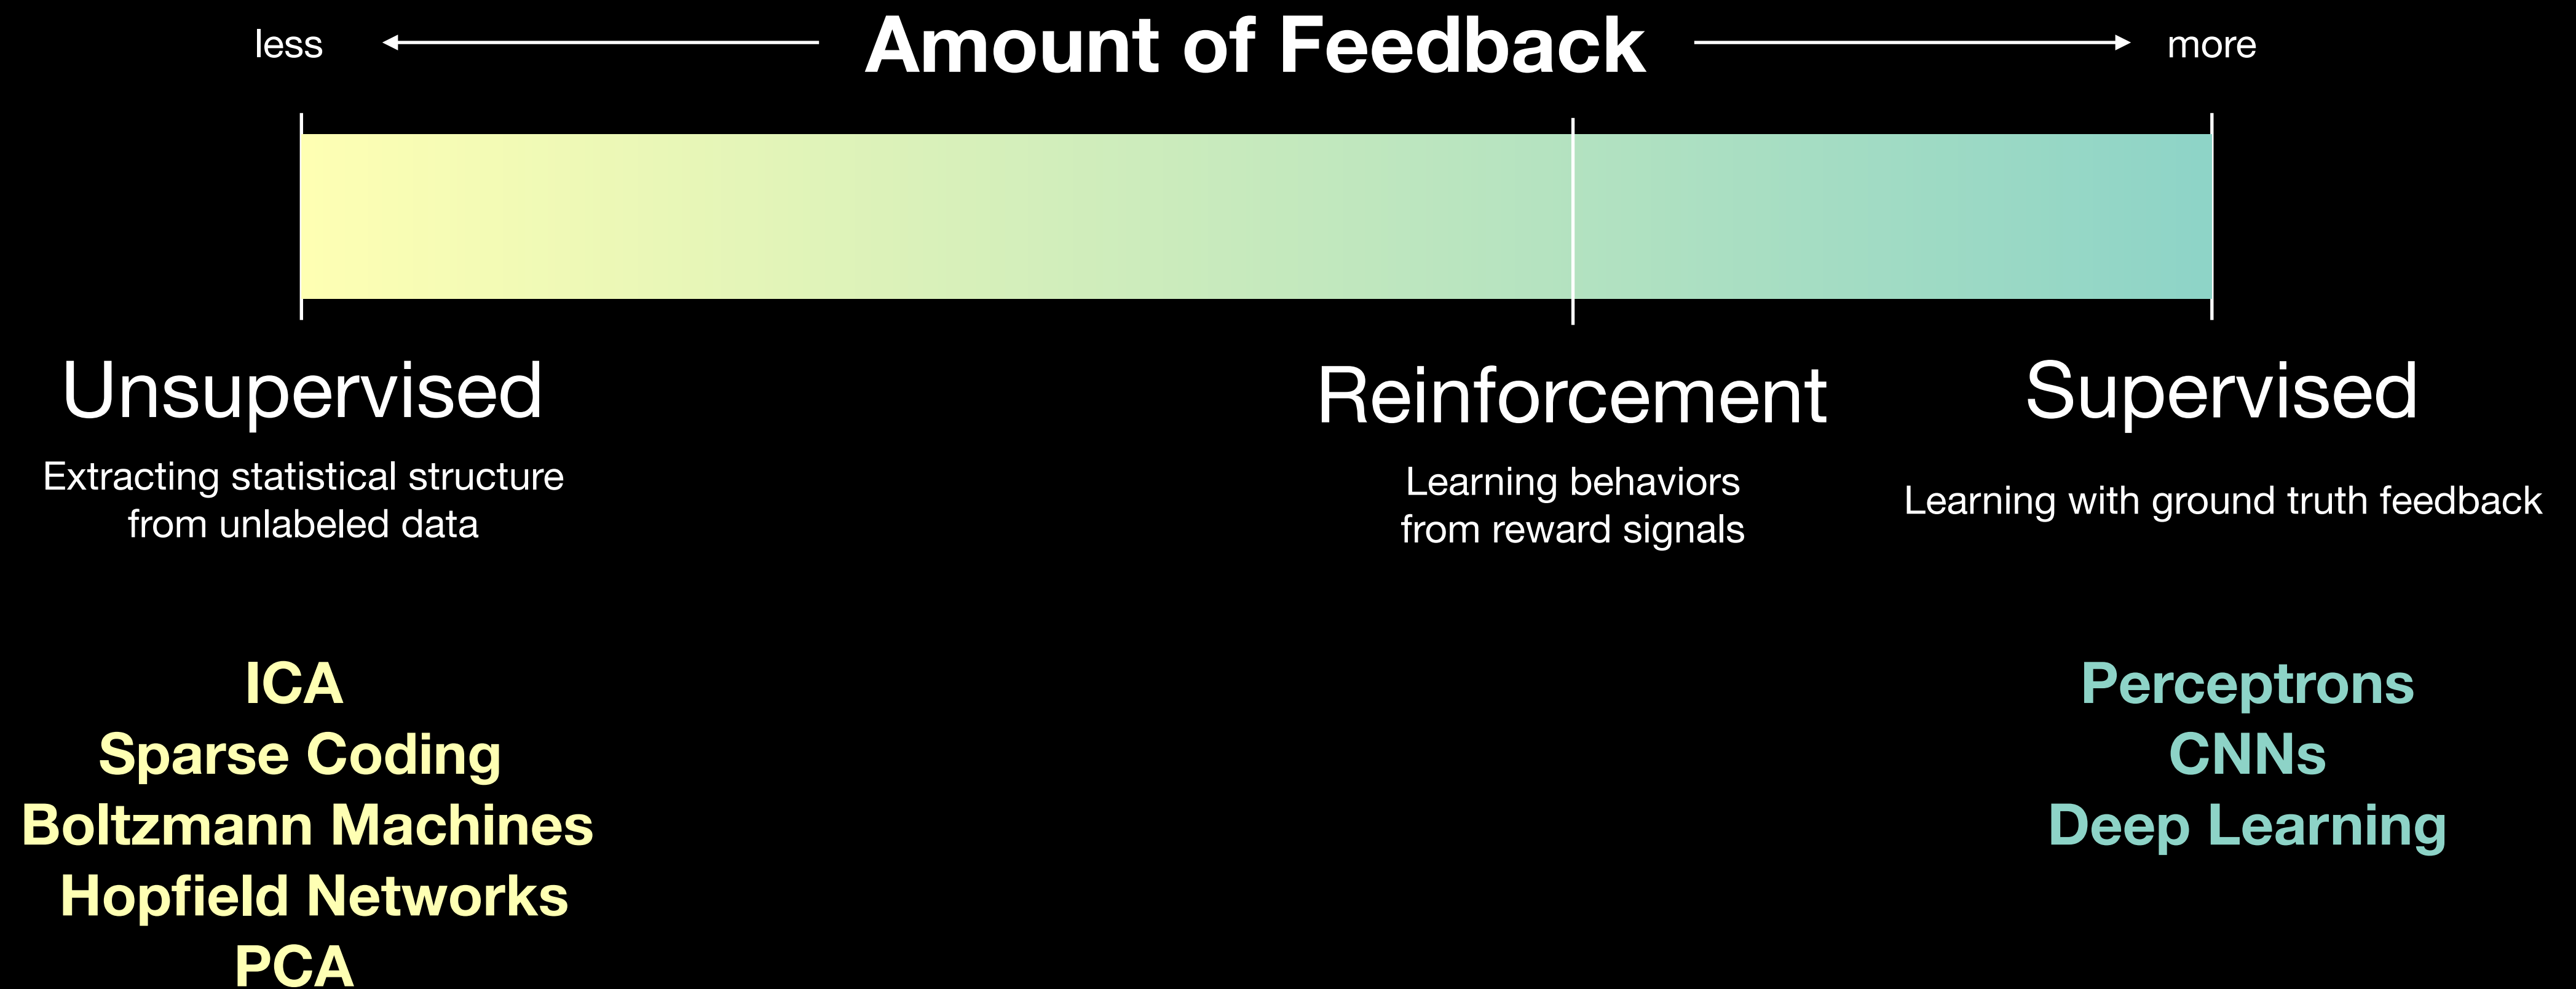 less
Amount of Feedback
more
Unsupervised
Extracting statistical structure
from unlabeled data
Reinforcement
Learning behaviors
from reward signals
Supervised
Learning with ground truth feedback
ICA
Sparse Coding
Boltzmann Machines
Hopfield Networks
PCA
Perceptrons
CNNs
Deep Learning